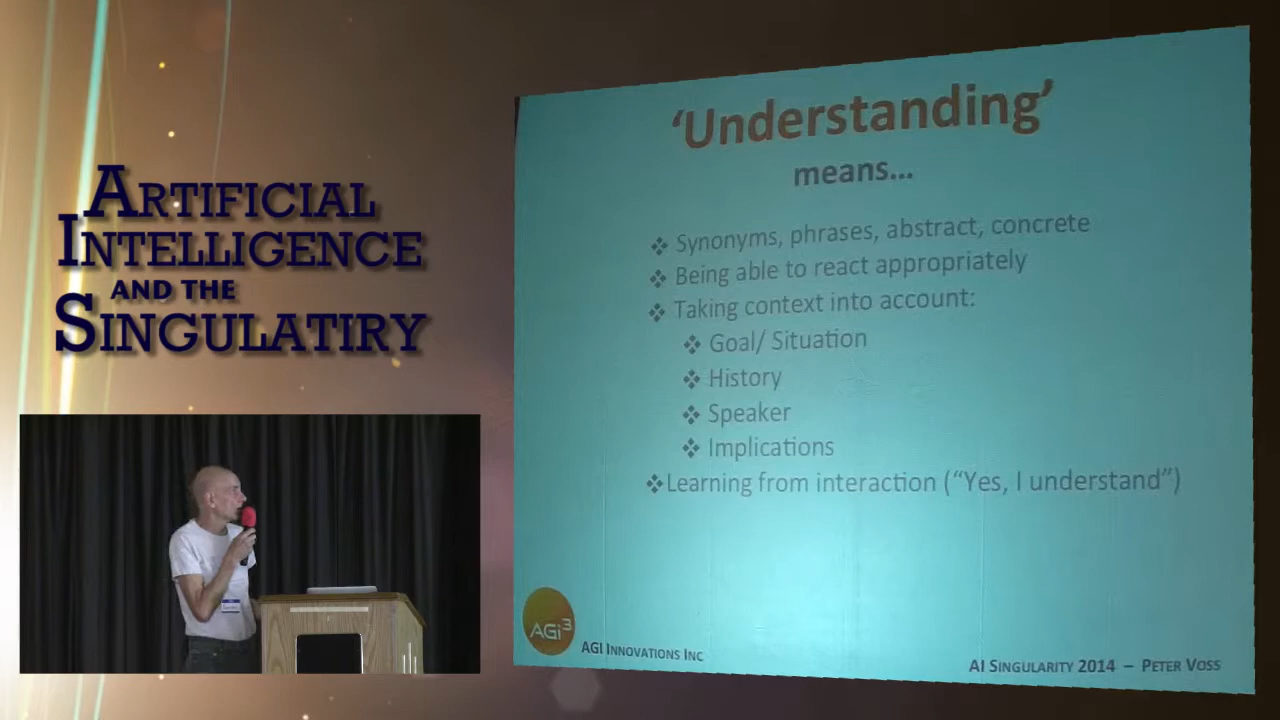 ARTIFICIAL
INTELLIGENCE
AND THE
SINGULATIRY
‘Understanding’
means...
❖ Synonyms, phrases, abstract, concrete
❖ Being able to react appropriately
❖ Taking context into account:
❖ Goal/ Situation
❖ History
❖ Speaker
❖ Implications
❖ Learning from interaction (“Yes, I understand”)
AGi3
AGI INNOVATIONS INC
AI SINGULARITY 2014 – PETER VOSS